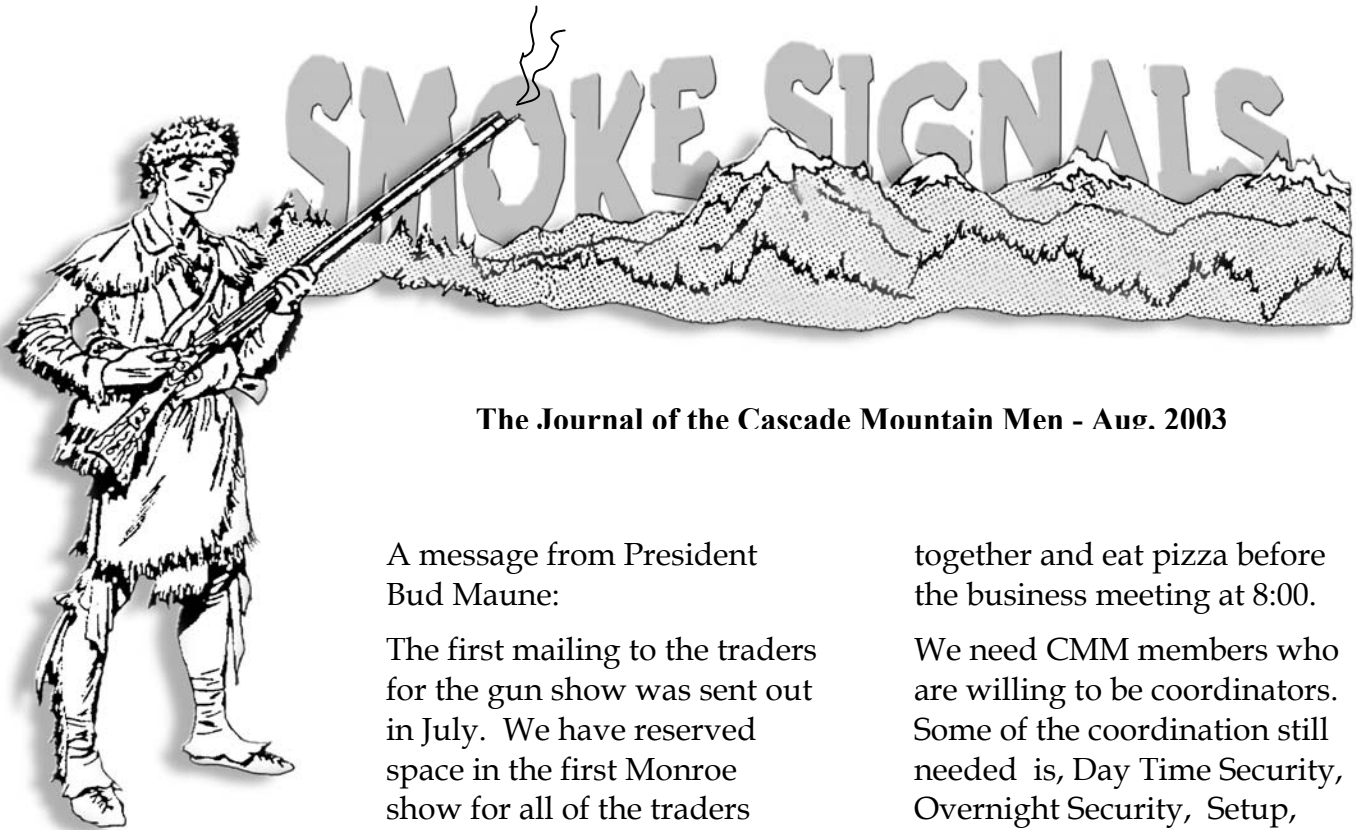 SMOKE SIGNALS
The Journal of the Cascade Mountain Men - Aug. 2003
A message from President
Bud Maune:
The first mailing to the traders
for the gun show was sent out
in July.  We have reserved
space in the first Monroe
show for all of the traders
together and eat pizza before
the business meeting at 8:00.
We need CMM members who
are willing to be coordinators.
Some of the coordination still
needed  is, Day Time Security,
Overnight Security,  Setup,